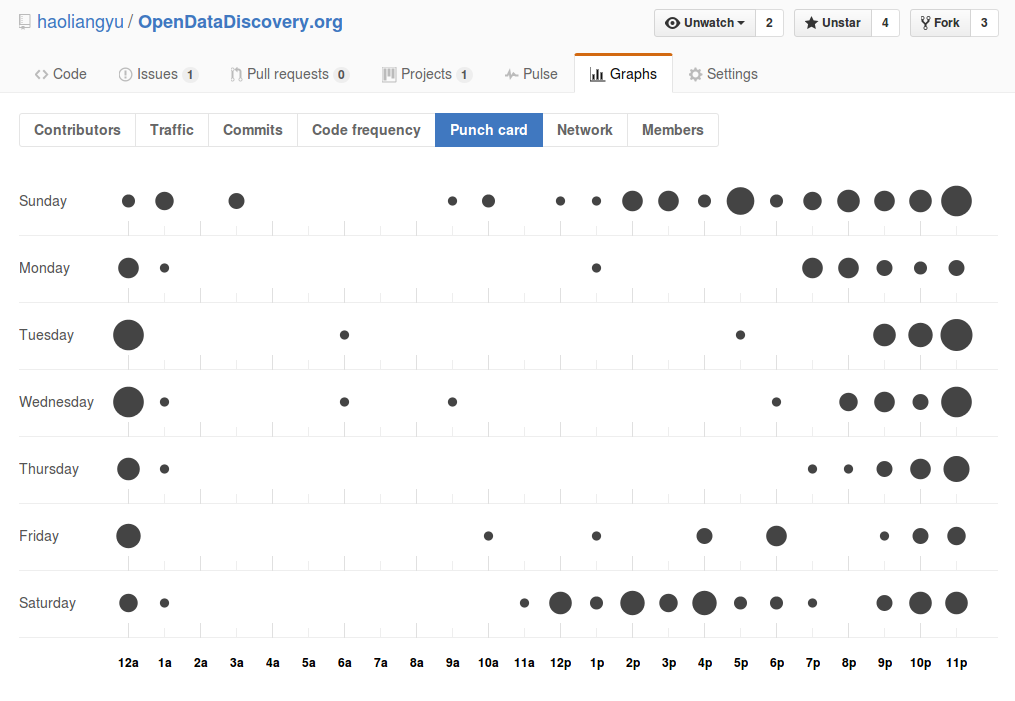 haoliangyu / OpenDataDiscovery.org Unwatch 2 Unstar 4 Fork 3
Code Issues 1 Pull requests 0 Projects 1 Pulse Graphs Settings
Contributors Traffic Commits Code frequency Punch card Network Members
Sunday
Monday
Tuesday
Wednesday
Thursday
Friday
Saturday
12a 1a 2a 3a 4a 5a 6a 7a 8a 9a 10a 11a 12p 1p 2p 3p 4p 5p 6p 7p 8p 9p 10p 11p